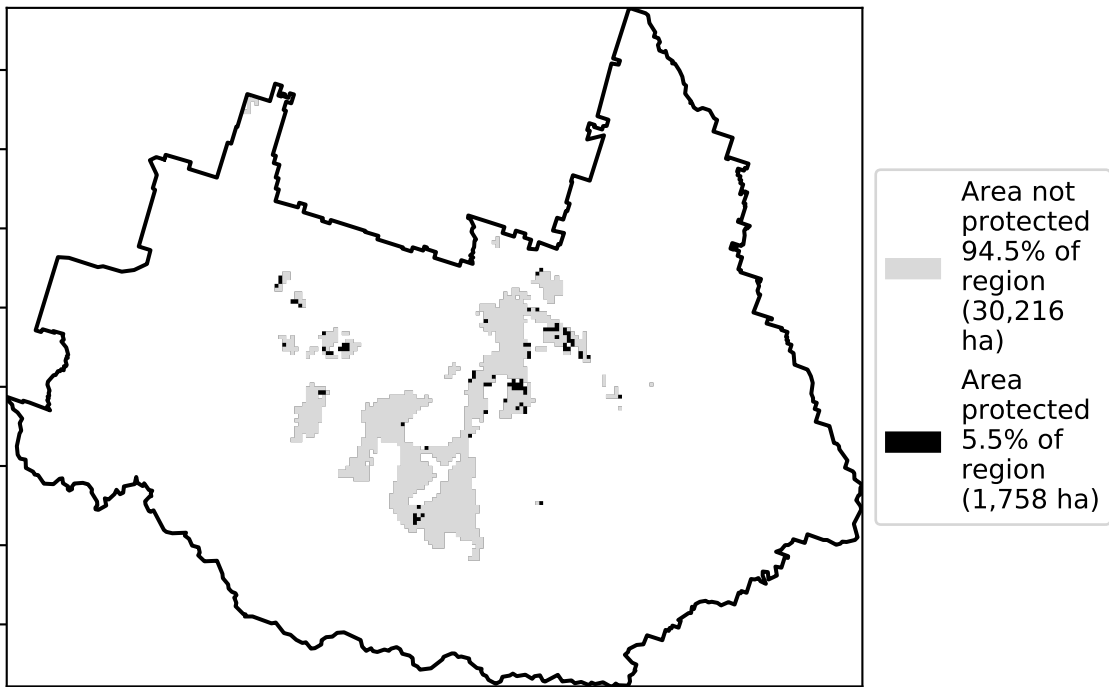 Area not
protected
94.5% of
region
(30,216
ha)
Area
protected
5.5% of
region
(1,758 ha)